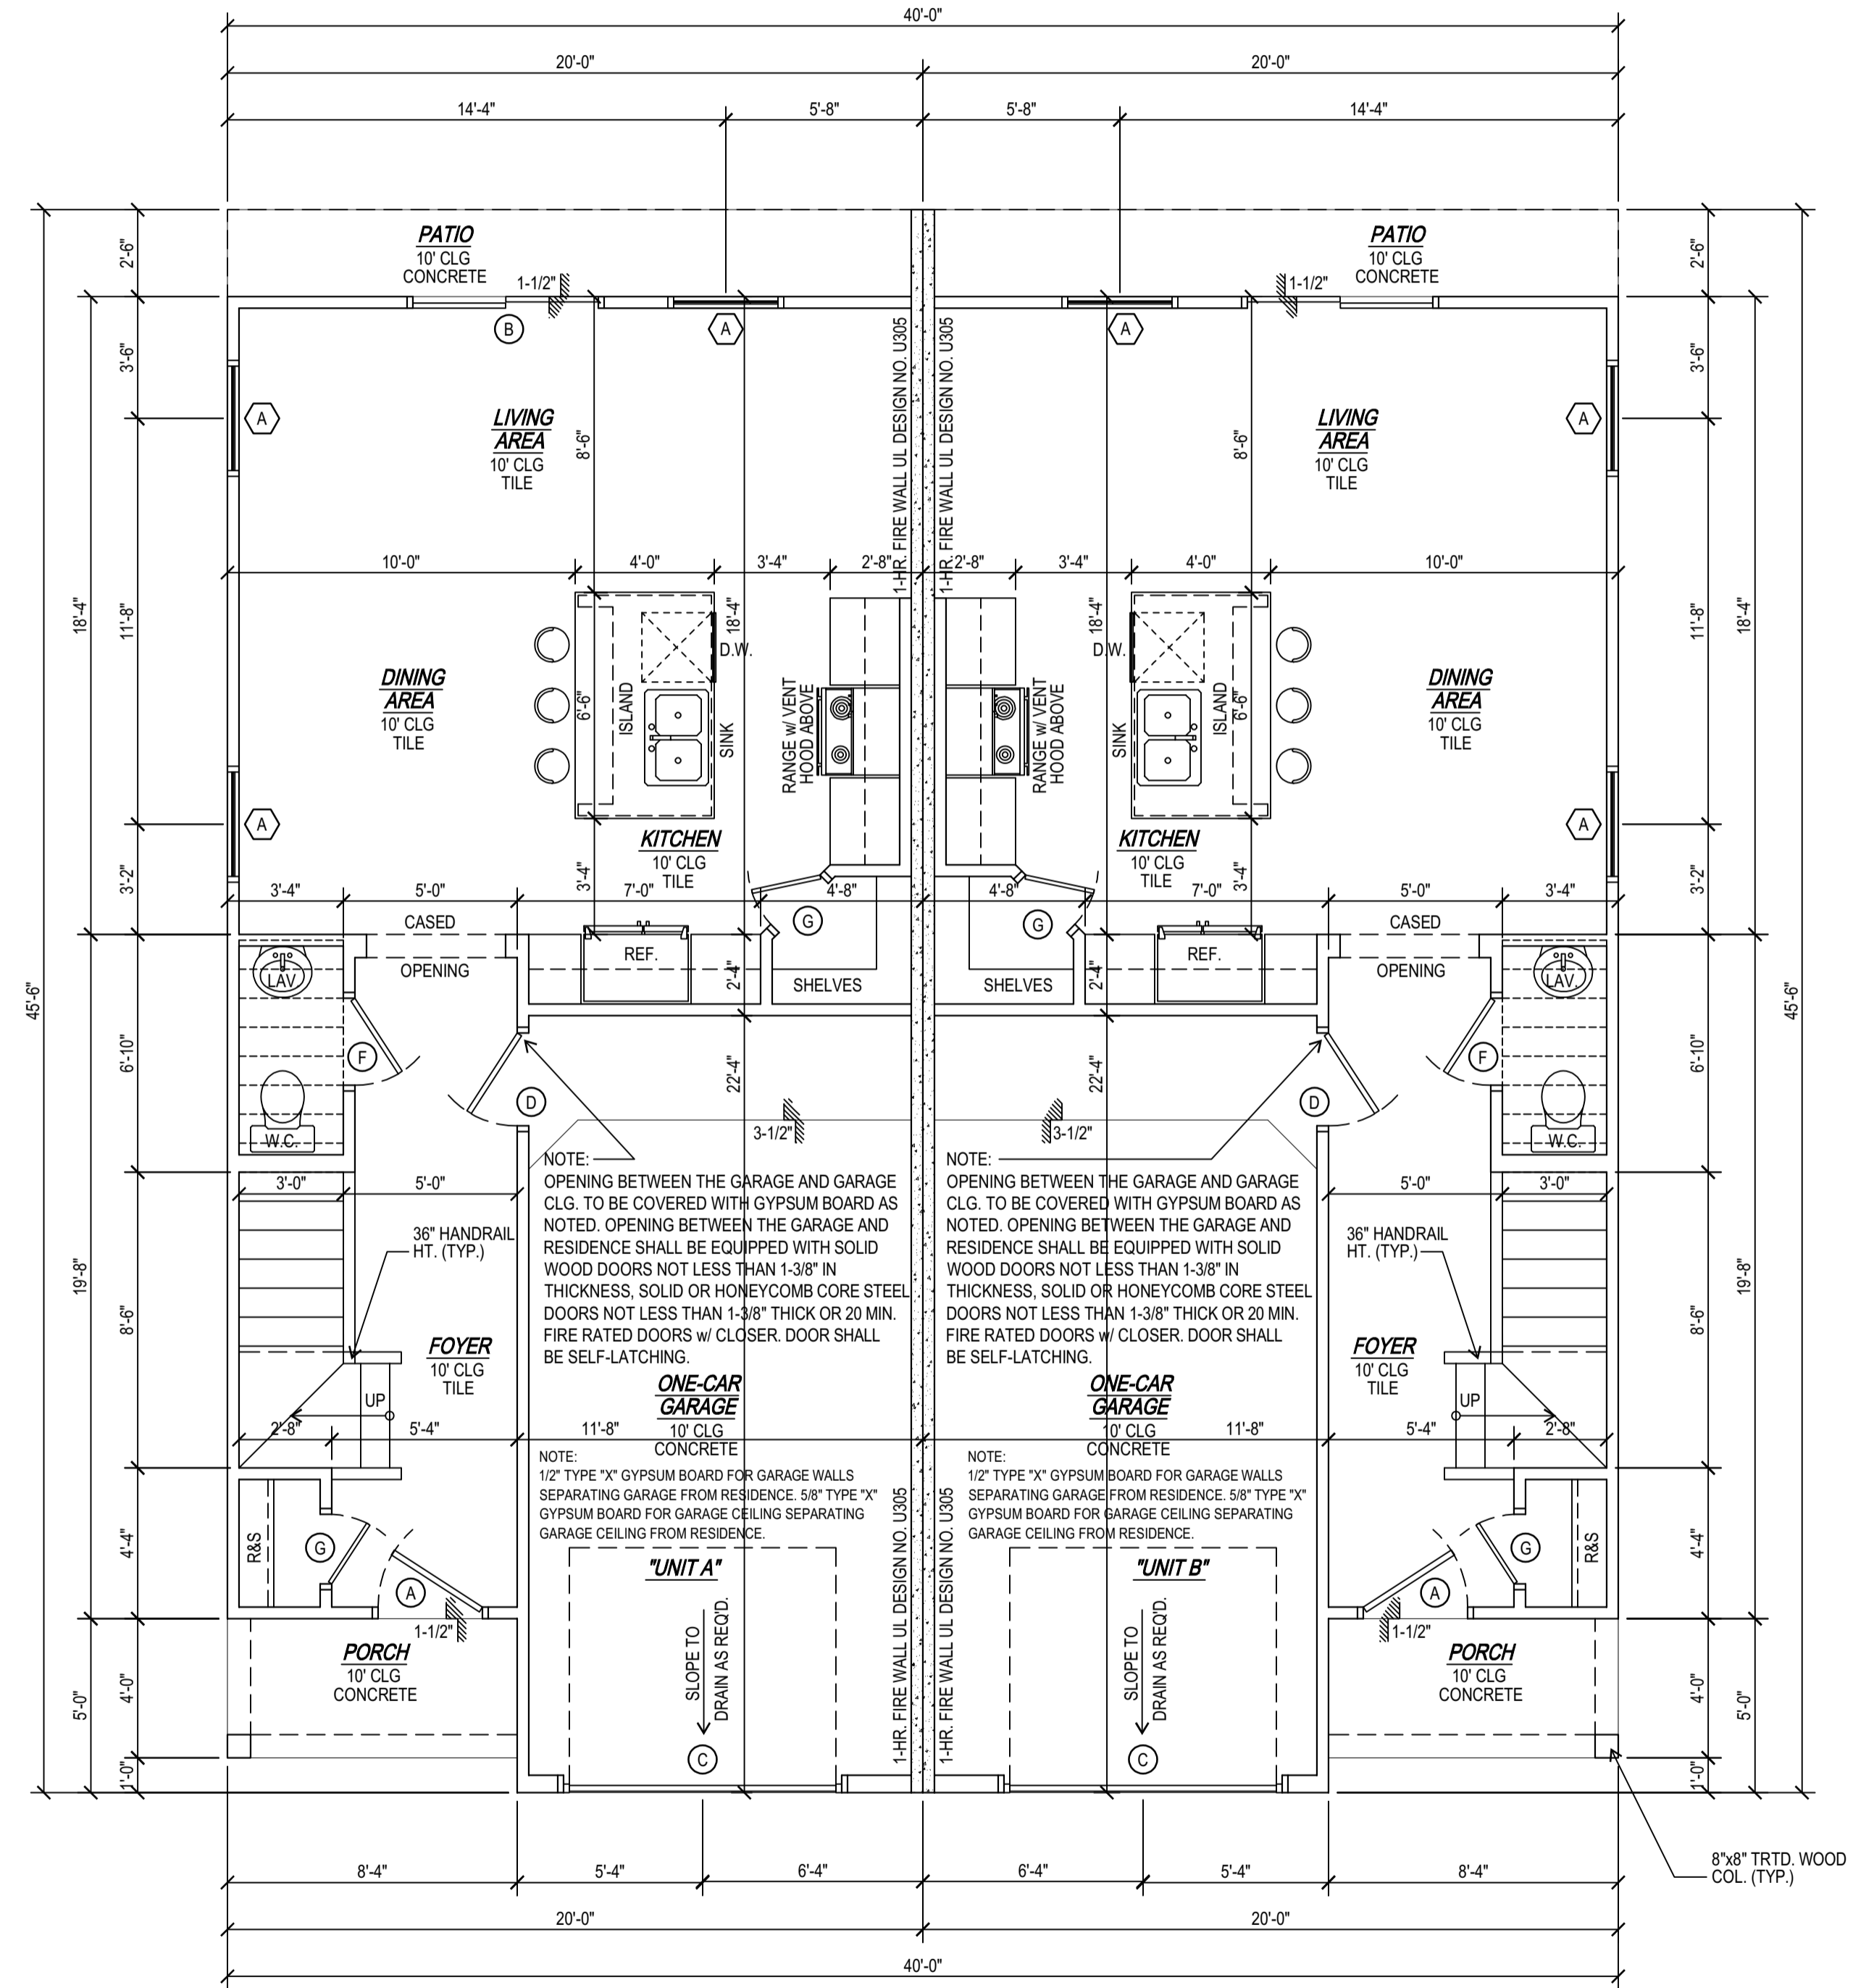 40'-0"
20'-0" 20'-0"
14'-4" 5'-8" 5'-8" 14'-4"
2'-6" PATIO PATIO 2'-6"
10' CLG 10' CLG
CONCRETE CONCRETE
1-1/2" 1-1/2"
B A A
3'-6" 3'-6"
1-HR. FIRE WALL UL DESIGN NO. U305
1-HR. FIRE WALL UL DESIGN NO. U305
A LIVING LIVING A
AREA 8'-6" 8'-6" AREA
10' CLG 10' CLG
TILE TILE
10'-0" 4'-0" 3'-4" 2'-8" 2'-8" 3'-4" 4'-0" 10'-0"
18'-4" 11'-8" 18'-4" 18'-4" 11'-8" 18'-4"
D.W. D.W.
DINING DINING
AREA AREA
10' CLG 10' CLG
TILE TILE
6'-6" ISLAND SINK SINK ISLAND 6'-6"
RANGE w/ VENT
HOOD ABOVE
RANGE w/ VENT
HOOD ABOVE
A KITCHEN KITCHEN A
10' CLG 10' CLG
TILE TILE
3'-2" 3'-4" 3'-4" 3'-2"
3'-4" 5'-0" 7'-0" 4'-8" 4'-8" 7'-0" 5'-0" 3'-4"
CASED G G CASED
OPENING REF. REF. OPENING
LAV. 2'-4" SHELVES SHELVES 2'-4" LAV.
45'-6" 45'-6"
6'-10" F 22'-4" 22'-4" F 6'-10"
D D
W.C. 3-1/2" 3-1/2" W.C.
NOTE:
OPENING BETWEEN THE GARAGE AND GARAGE
CLG. TO BE COVERED WITH GYPSUM BOARD AS
NOTED. OPENING BETWEEN THE GARAGE AND
RESIDENCE SHALL BE EQUIPPED WITH SOLID
WOOD DOORS NOT LESS THAN 1-3/8" IN
THICKNESS, SOLID OR HONEYCOMB CORE STEEL
DOORS NOT LESS THAN 1-3/8" THICK OR 20 MIN.
FIRE RATED DOORS w/ CLOSER. DOOR SHALL
BE SELF-LATCHING.
NOTE:
OPENING BETWEEN THE GARAGE AND GARAGE
CLG. TO BE COVERED WITH GYPSUM BOARD AS
NOTED. OPENING BETWEEN THE GARAGE AND
RESIDENCE SHALL BE EQUIPPED WITH SOLID
WOOD DOORS NOT LESS THAN 1-3/8" IN
THICKNESS, SOLID OR HONEYCOMB CORE STEEL
DOORS NOT LESS THAN 1-3/8" THICK OR 20 MIN.
FIRE RATED DOORS w/ CLOSER. DOOR SHALL
BE SELF-LATCHING.
3'-0" 5'-0" 5'-0" 3'-0"
36" HANDRAIL
HT. (TYP.)
36" HANDRAIL
HT. (TYP.)
19'-8" 8'-6" 8'-6" 19'-8"
FOYER FOYER
10' CLG 10' CLG
TILE TILE
UP UP
ONE-CAR ONE-CAR
GARAGE GARAGE
10' CLG 10' CLG
CONCRETE CONCRETE
2'-8" 5'-4" 11'-8" 11'-8" 5'-4" 2'-8"
NOTE:
1/2" TYPE "X" GYPSUM BOARD FOR GARAGE WALLS
SEPARATING GARAGE FROM RESIDENCE. 5/8" TYPE "X"
GYPSUM BOARD FOR GARAGE CEILING SEPARATING
GARAGE CEILING FROM RESIDENCE.
NOTE:
1/2" TYPE "X" GYPSUM BOARD FOR GARAGE WALLS
SEPARATING GARAGE FROM RESIDENCE. 5/8" TYPE "X"
GYPSUM BOARD FOR GARAGE CEILING SEPARATING
GARAGE CEILING FROM RESIDENCE.
4'-4" R&S G G R&S 4'-4"
A "UNIT A" "UNIT B" A
1-1/2" 1-1/2"
1-HR. FIRE WALL UL DESIGN NO. U305
1-HR. FIRE WALL UL DESIGN NO. U305
PORCH PORCH
10' CLG 10' CLG
CONCRETE CONCRETE
SLOPE TO
DRAIN AS REQ'D.
SLOPE TO
DRAIN AS REQ'D.
5'-0" 4'-0" 4'-0" 5'-0"
C C
1'-0" 1'-0"
8"x8" TRTD. WOOD
COL. (TYP.)
8'-4" 5'-4" 6'-4" 6'-4" 5'-4" 8'-4"
20'-0" 20'-0"
40'-0"